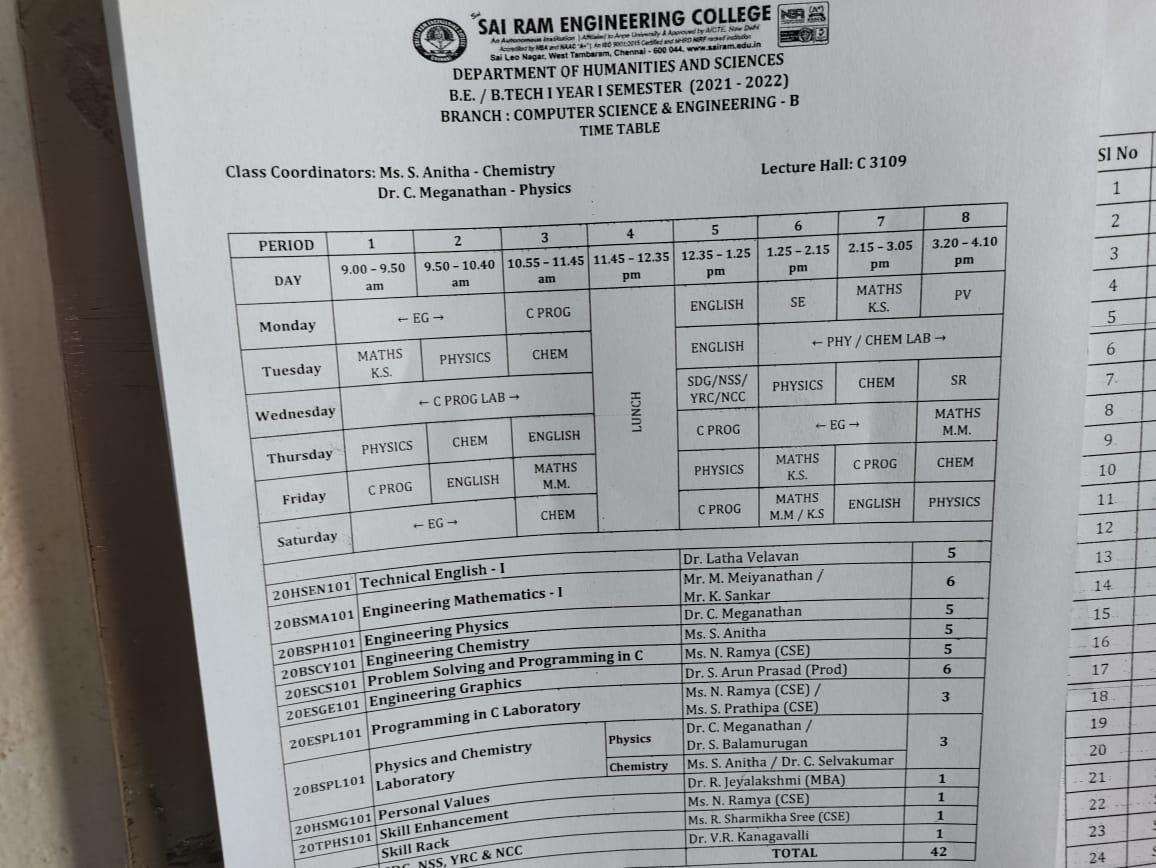 Sri
SAI RAM ENGINEERING COLLEGE
An Autonomous Institution | Affiliated to Anna University & Approved by AICTE, New Delhi
Accredited by NBA and NAAC "A+" | An ISO 9001:2015 Certified and MHRD NIRF ranked institution
Sai Leo Nagar, West Tambaram, Chennai - 600 044. www.sairam.edu.in
DEPARTMENT OF HUMANITIES AND SCIENCES
B.E. / B.TECH I YEAR I SEMESTER (2021 - 2022)
BRANCH : COMPUTER SCIENCE & ENGINEERING - B
TIME TABLE
Class Coordinators: Ms. S. Anitha - Chemistry
Dr. C. Meganathan - Physics
Lecture Hall: C 3109
PERIOD 1 2 3 4 5 6 7 8
DAY 9.00 – 9.50 am 9.50 – 10.40 am 10.55 – 11.45 am 11.45 – 12.35 pm 12.35 – 1.25 pm 1.25 – 2.15 pm 2.15 – 3.05 pm 3.20 – 4.10 pm
Monday ← EG → C PROG ENGLISH SE MATHS K.S. PV
Tuesday MATHS K.S. PHYSICS CHEM ENGLISH ← PHY / CHEM LAB →
Wednesday ← C PROG LAB → SDG/NSS/ YRC/NCC PHYSICS CHEM SR
LUNCH
Thursday PHYSICS CHEM ENGLISH C PROG ← EG → MATHS M.M.
Friday C PROG ENGLISH MATHS M.M. PHYSICS MATHS K.S. C PROG CHEM
Saturday ← EG → CHEM C PROG MATHS M.M / K.S ENGLISH PHYSICS
20HSEN101 Technical English - I Dr. Latha Velavan 5
20BSMA101 Engineering Mathematics - I Mr. M. Meiyanathan / Mr. K. Sankar 6
20BSPH101 Engineering Physics Dr. C. Meganathan 5
20BSCY101 Engineering Chemistry Ms. S. Anitha 5
20ESCS101 Problem Solving and Programming in C Ms. N. Ramya (CSE) 5
20ESGE101 Engineering Graphics Dr. S. Arun Prasad (Prod) 6
20ESPL101 Programming in C Laboratory Ms. N. Ramya (CSE) / Ms. S. Prathipa (CSE) 3
20BSPL101 Physics and Chemistry Laboratory Physics Dr. C. Meganathan / Dr. S. Balamurugan 3
Chemistry Ms. S. Anitha / Dr. C. Selvakumar
20HSMG101 Personal Values Dr. R. Jeyalakshmi (MBA) 1
20TPHS101 Skill Enhancement Ms. N. Ramya (CSE) 1
Skill Rack Ms. R. Sharmikha Sree (CSE) 1
NSS, YRC & NCC Dr. V.R. Kanagavalli 1
TOTAL 42
Sl No
1
2
3
4
5
6
7
8
9
10
11
12
13
14
15
16
17
18
19
20
21
22
23
24